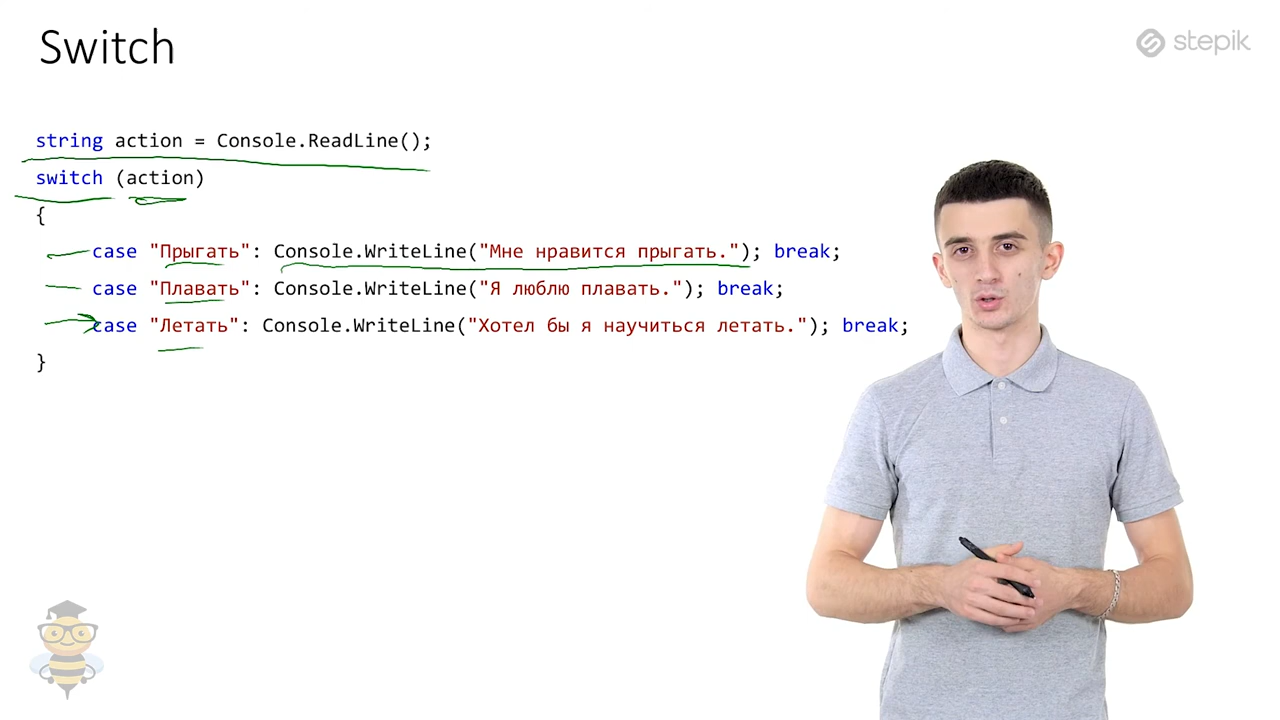 Switch
stepik
string action = Console.ReadLine();
switch (action)
{
case "Прыгать": Console.WriteLine("Мне нравится прыгать."); break;
case "Плавать": Console.WriteLine("Я люблю плавать."); break;
case "Летать": Console.WriteLine("Хотел бы я научиться летать."); break;
}